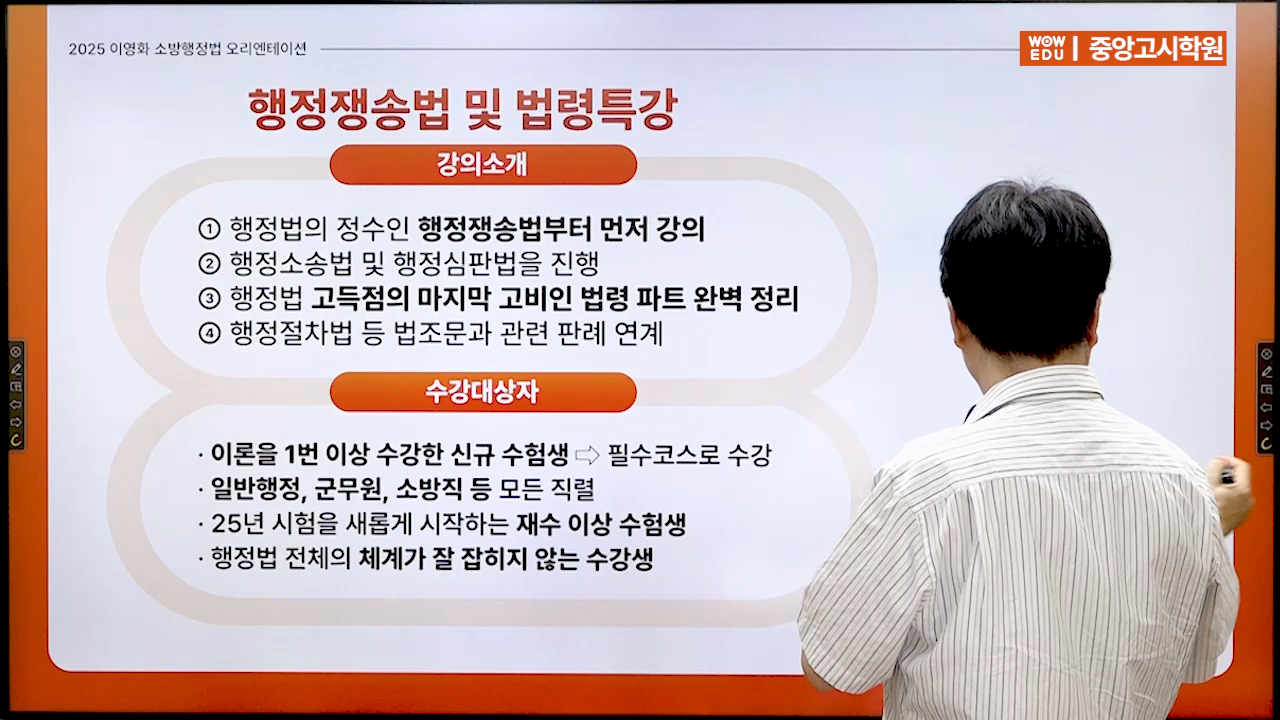 2025 이영화 소방행정법 오리엔테이션
WOW EDU | 중앙고시학원
행정쟁송법 및 법령특강
강의소개
① 행정법의 정수인 행정쟁송법부터 먼저 강의
② 행정소송법 및 행정심판법을 진행
③ 행정법 고득점의 마지막 고비인 법령 파트 완벽 정리
④ 행정절차법 등 법조문과 관련 판례 연계
수강대상자
· 이론을 1번 이상 수강한 신규 수험생 ⇨ 필수코스로 수강
· 일반행정, 군무원, 소방직 등 모든 직렬
· 25년 시험을 새롭게 시작하는 재수 이상 수험생
· 행정법 전체의 체계가 잘 잡히지 않는 수강생